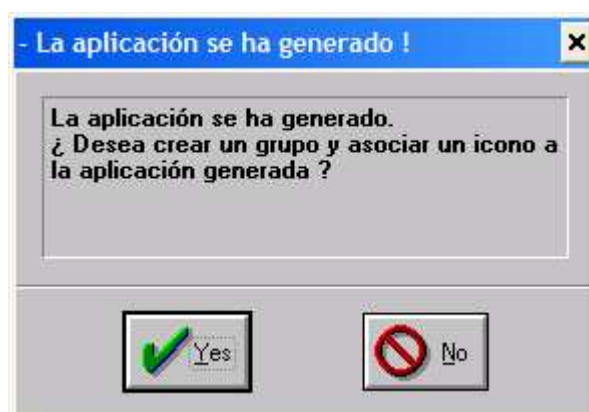 - La aplicación se ha generado !
La aplicación se ha generado.
¿ Desea crear un grupo y asociar un icono a
la aplicación generada ?
Yes
No